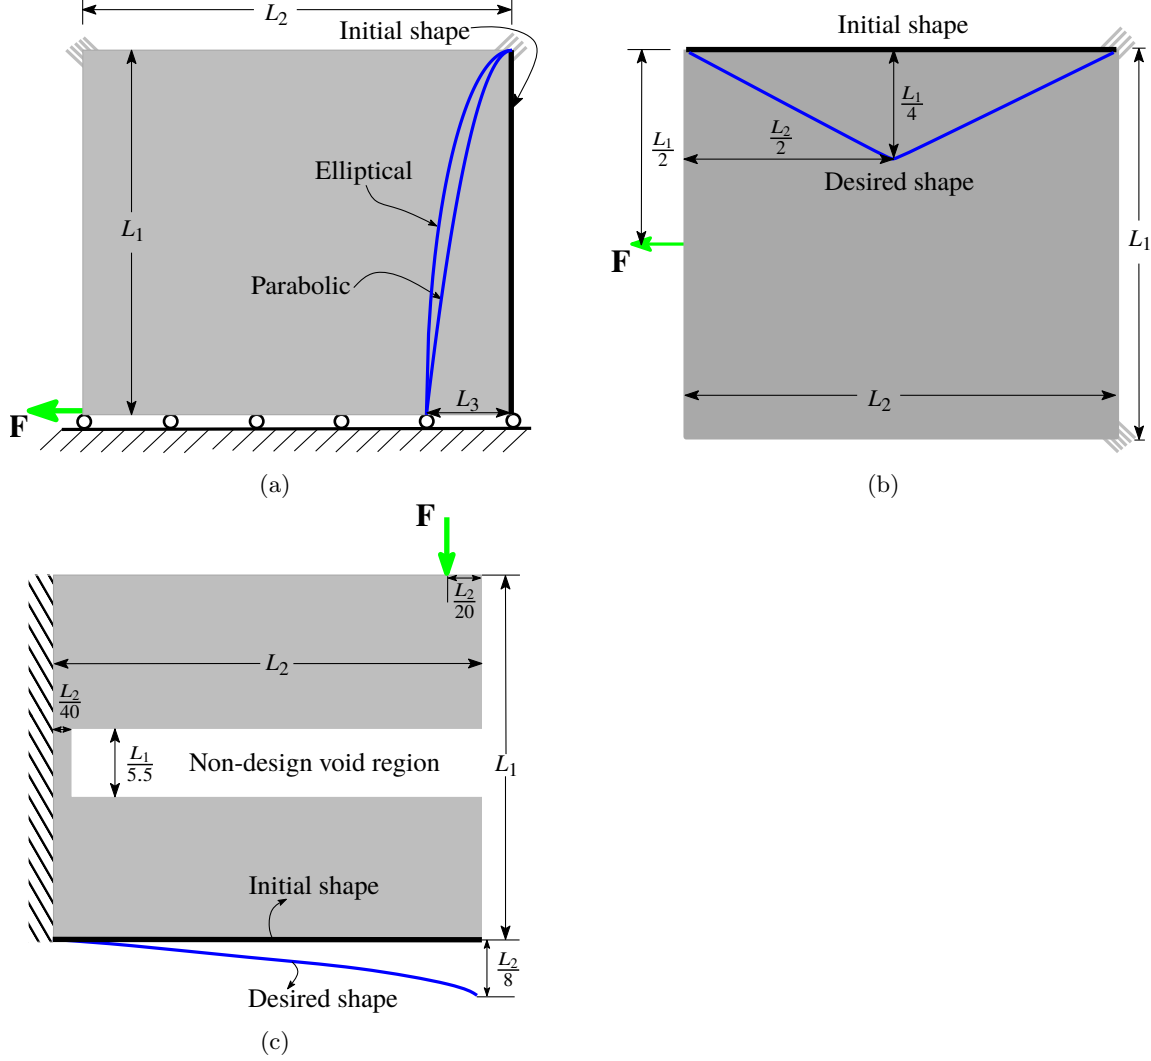 L₂
Initial shape
Elliptical
L₁
Parabolic
L₃
F
(a)
Initial shape
L₁/4
L₂/2
L₁/2
Desired shape
L₁
F
L₂
(b)
F
L₂/20
L₂
L₂/40
L₁/5.5
Non-design void region
L₁
Initial shape
L₂/8
Desired shape
(c)